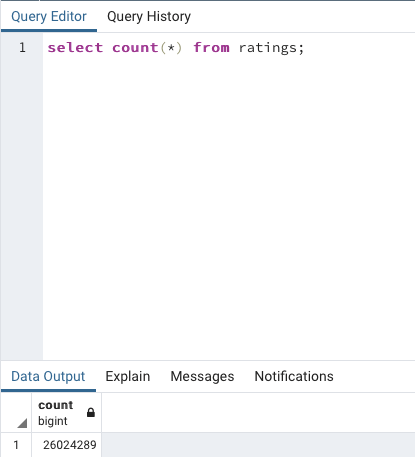 Query Editor Query History
1 select count(*) from ratings;
Data Output Explain Messages Notifications
count
bigint
1 26024289